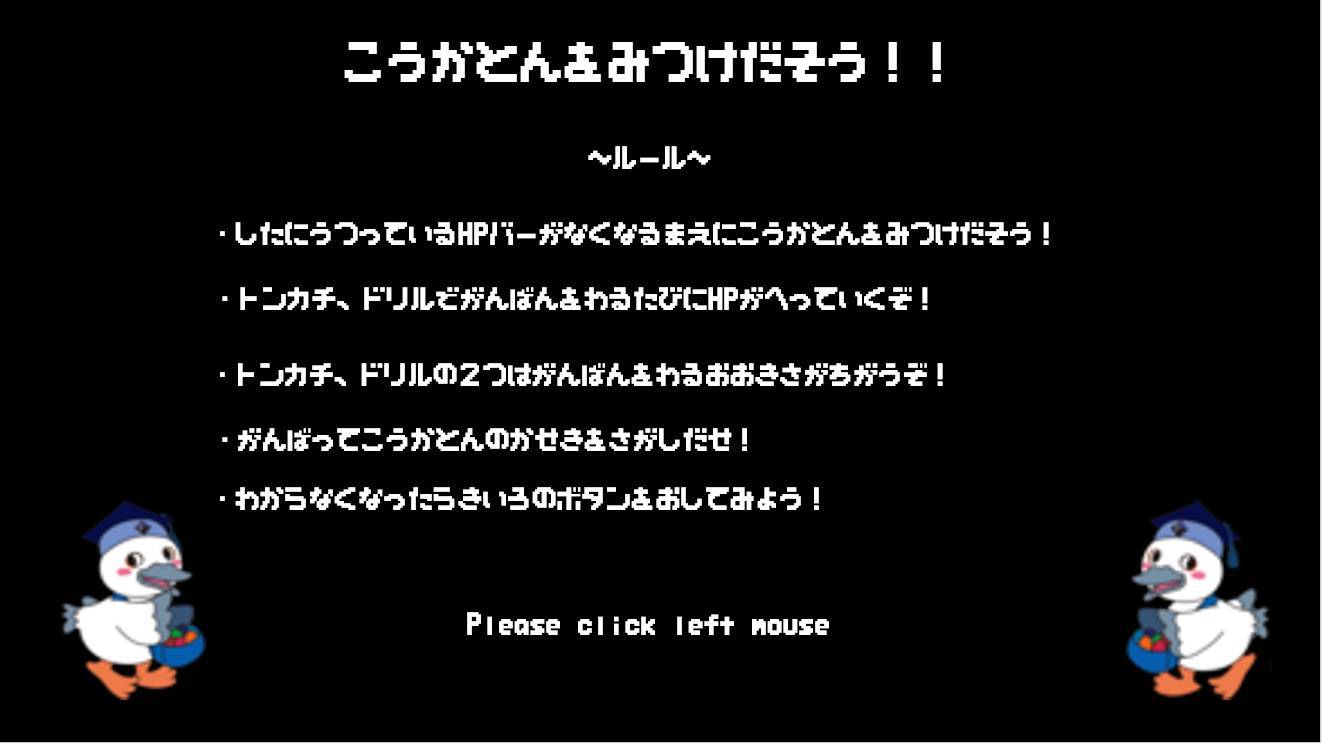 こうかとんをみつけだそう！！
～ルール～
・したにうつっているHPバーがなくなるまえにこうかとんをみつけだそう！
・トンカチ、ドリルでがんばんをわるたびにHPがへっていくぞ！
・トンカチ、ドリルの２つはがんばんをわるおおきさがちがうぞ！
・がんばってこうかとんのかせきをさがしだせ！
・わからなくなったらきいろのボタンをおしてみよう！
Please click left mouse